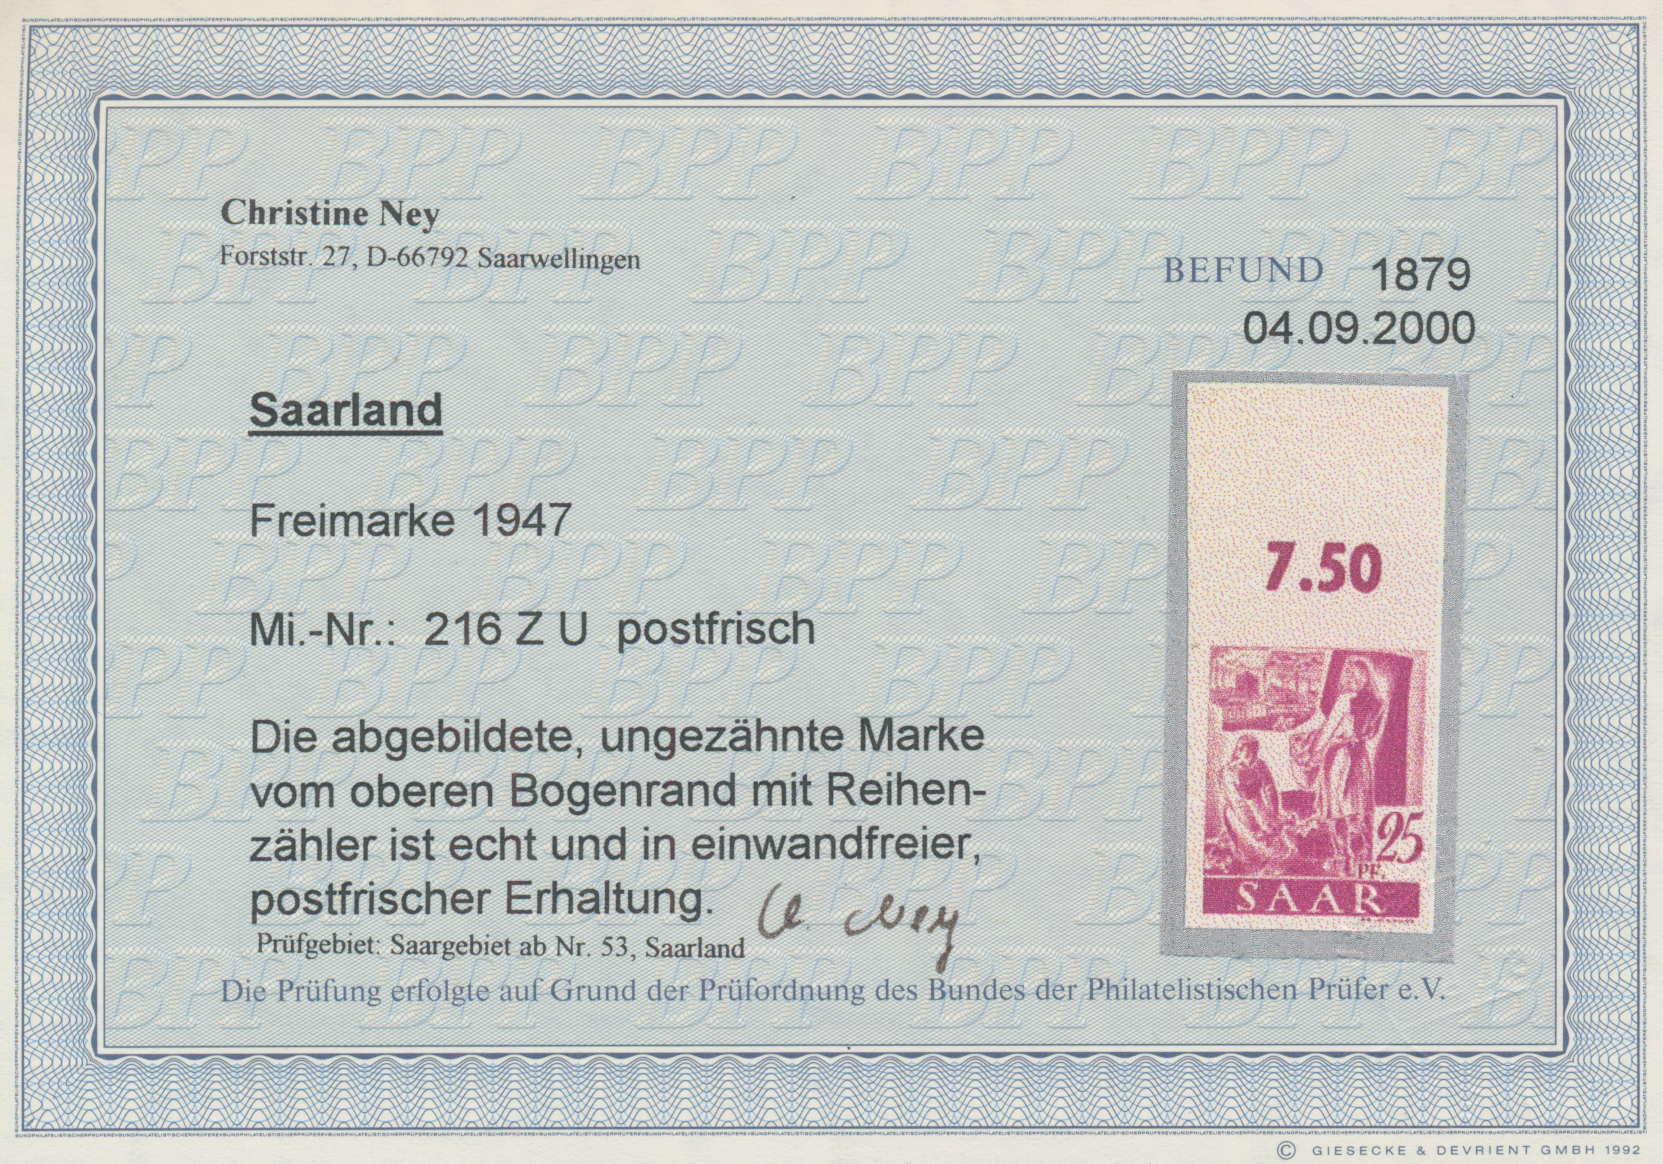 Christine Ney
Forststr. 27, D-66792 Saarwellingen
BEFUND 1879
04.09.2000
Saarland
Freimarke 1947
Mi.-Nr.: 216 Z U postfrisch
Die abgebildete, ungezähnte Marke
vom oberen Bogenrand mit Reihen-
zähler ist echt und in einwandfreier,
postfrischer Erhaltung.
C. Ney
Prüfgebiet: Saargebiet ab Nr. 53, Saarland
Die Prüfung erfolgte auf Grund der Prüfordnung des Bundes der Philatelistischen Prüfer e.V.
7.50
25
PF.
SAAR
BPP
© GIESECKE & DEVRIENT GMBH 1992